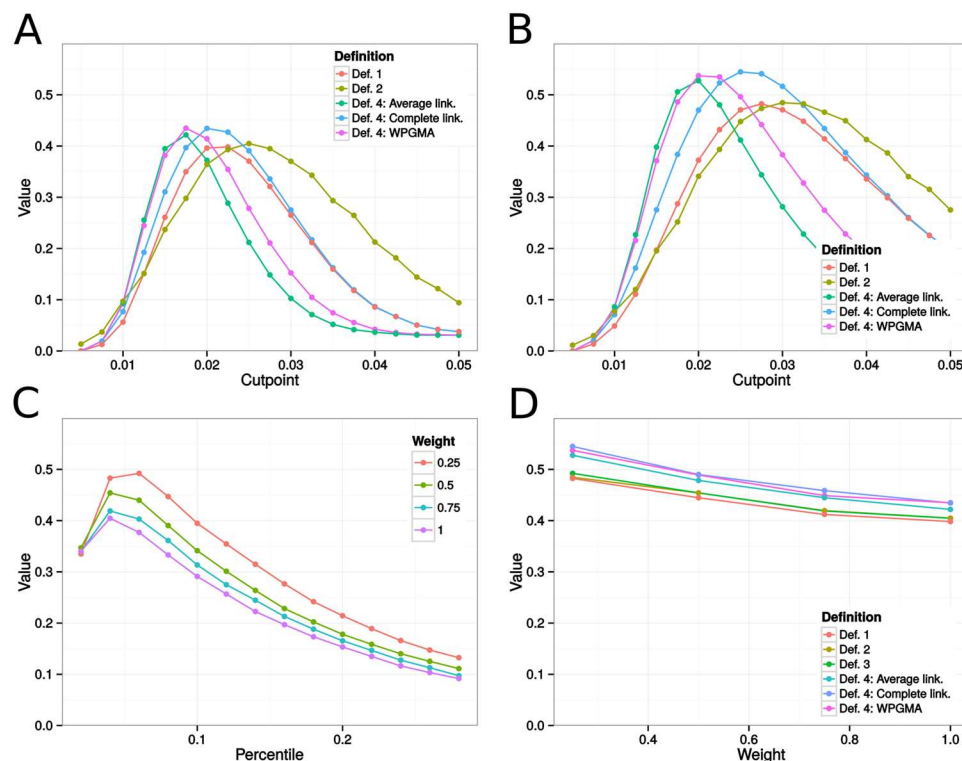 A
Value
0.5
0.4
0.3
0.2
0.1
0.0
0.01
0.02
0.03
0.04
0.05
Cutpoint
Definition
Def. 1
Def. 2
Def. 4: Average link.
Def. 4: Complete link.
Def. 4: WPGMA
B
Value
0.5
0.4
0.3
0.2
0.1
0.0
0.01
0.02
0.03
0.04
0.05
Cutpoint
Definition
Def. 1
Def. 2
Def. 4: Average link.
Def. 4: Complete link.
Def. 4: WPGMA
C
Value
0.5
0.4
0.3
0.2
0.1
0.0
0.1
0.2
Percentile
Weight
0.25
0.5
0.75
1
D
Value
0.5
0.4
0.3
0.2
0.1
0.0
0.4
0.6
0.8
1.0
Weight
Definition
Def. 1
Def. 2
Def. 3
Def. 4: Average link.
Def. 4: Complete link.
Def. 4: WPGMA